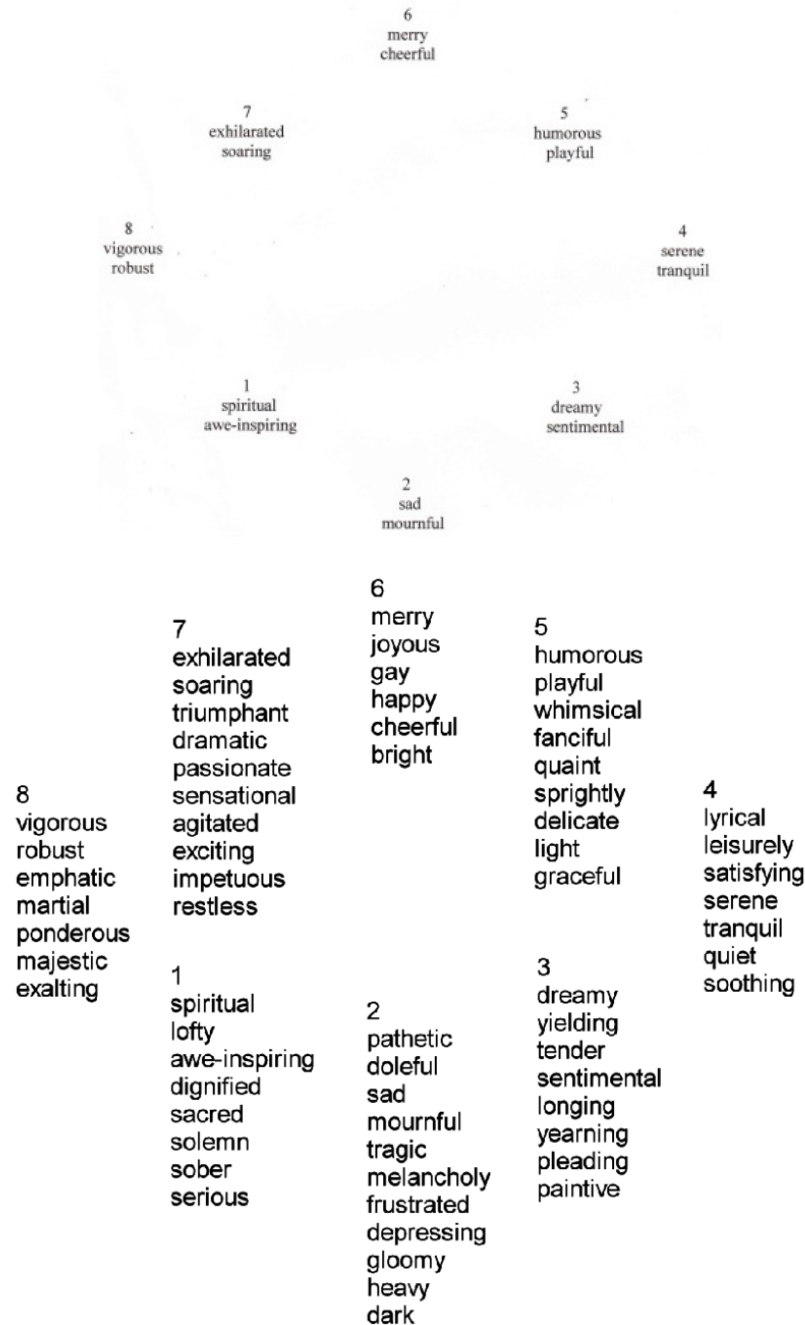 6
merry
cheerful
7
exhilarated
soaring
5
humorous
playful
8
vigorous
robust
4
serene
tranquil
1
spiritual
awe-inspiring
3
dreamy
sentimental
2
sad
mournful
6
merry
joyous
gay
happy
cheerful
bright
7
exhilarated
soaring
triumphant
dramatic
passionate
sensational
agitated
exciting
impetuous
restless
5
humorous
playful
whimsical
fanciful
quaint
sprightly
delicate
light
graceful
8
vigorous
robust
emphatic
martial
ponderous
majestic
exalting
4
lyrical
leisurely
satisfying
serene
tranquil
quiet
soothing
1
spiritual
lofty
awe-inspiring
dignified
sacred
solemn
sober
serious
2
pathetic
doleful
sad
mournful
tragic
melancholy
frustrated
depressing
gloomy
heavy
dark
3
dreamy
yielding
tender
sentimental
longing
yearning
pleading
paintive